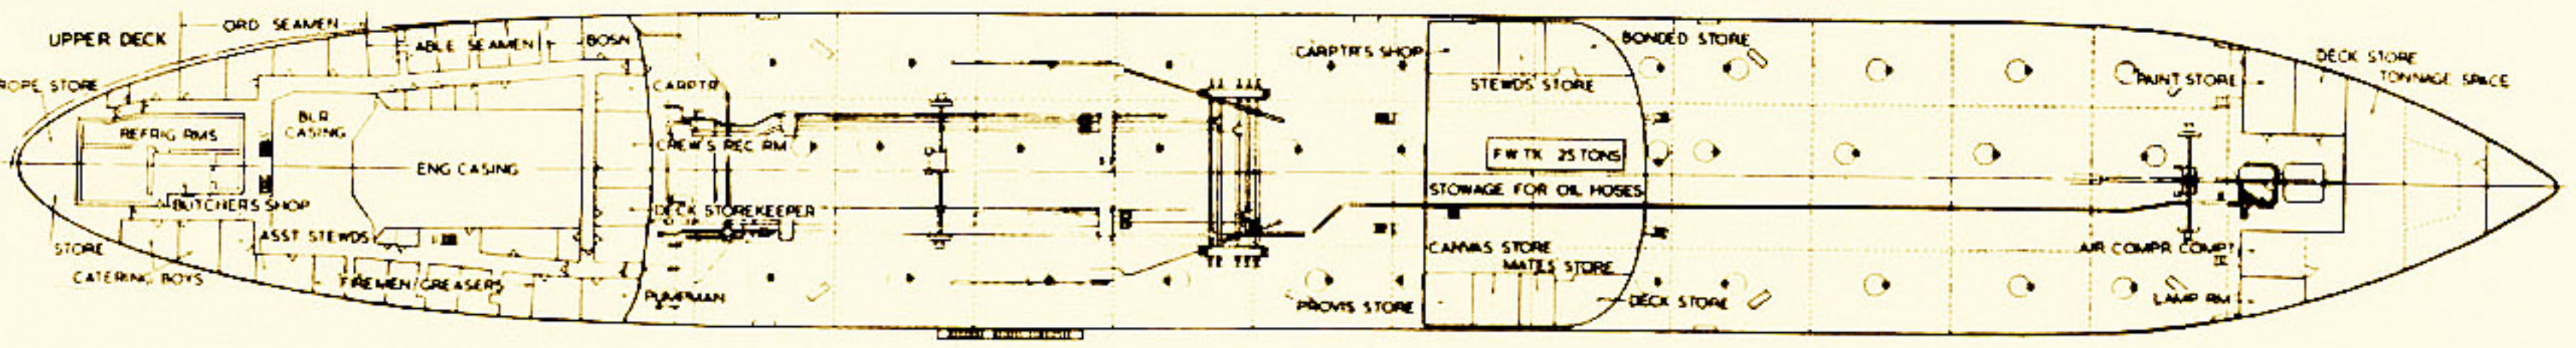 UPPER DECK
ORD SEAMEN
ABLE SEAMEN
BOSN
ROPE STORE
REFRIG RMS
BLR
CASING
ENG CASING
BUTCHERS SHOP
STORE
CATERING BOYS
ASST STEWDS
FIREMEN/GREASERS
CARPTR
CREW'S REC RM
DECK STOREKEEPER
PUMPMAN
CARPTR'S SHOP
BONDED STORE
STEWDS STORE
FW TK 25 TONS
STOWAGE FOR OIL HOSES
CANVAS STORE
MATES STORE
PROVIS STORE
DECK STORE
PAINT STORE
DECK STORE
TONNAGE SPACE
AIR COMPR COMPT
LAMP RM